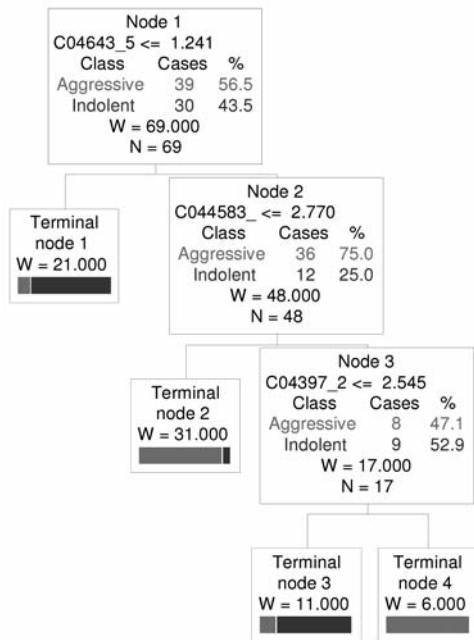 Node 1
C04643_5 <= 1.241
Class Cases %
Aggressive 39 56.5
Indolent 30 43.5
W = 69.000
N = 69
Terminal
node 1
W = 21.000
Node 2
C044583_ <= 2.770
Class Cases %
Aggressive 36 75.0
Indolent 12 25.0
W = 48.000
N = 48
Terminal
node 2
W = 31.000
Node 3
C04397_2 <= 2.545
Class Cases %
Aggressive 8 47.1
Indolent 9 52.9
W = 17.000
N = 17
Terminal
node 3
W = 11.000
Terminal
node 4
W = 6.000